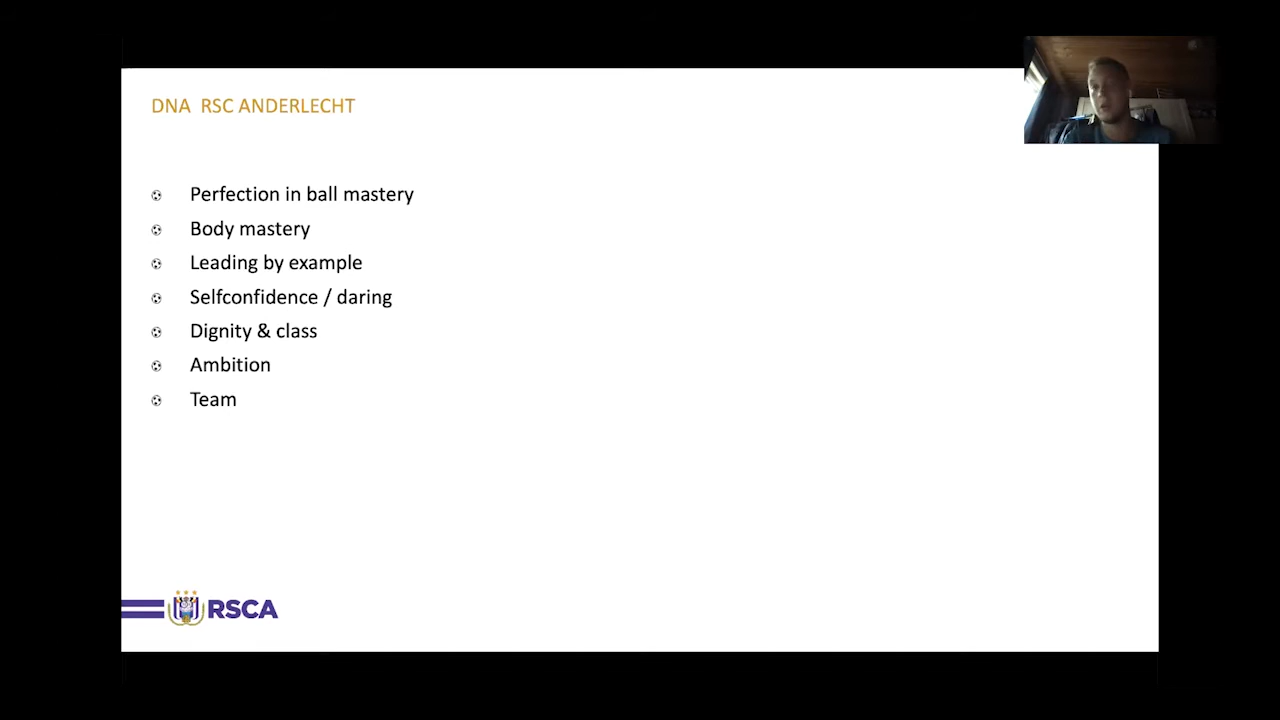 DNA RSC ANDERLECHT
Perfection in ball mastery
Body mastery
Leading by example
Selfconfidence / daring
Dignity & class
Ambition
Team
RSCA